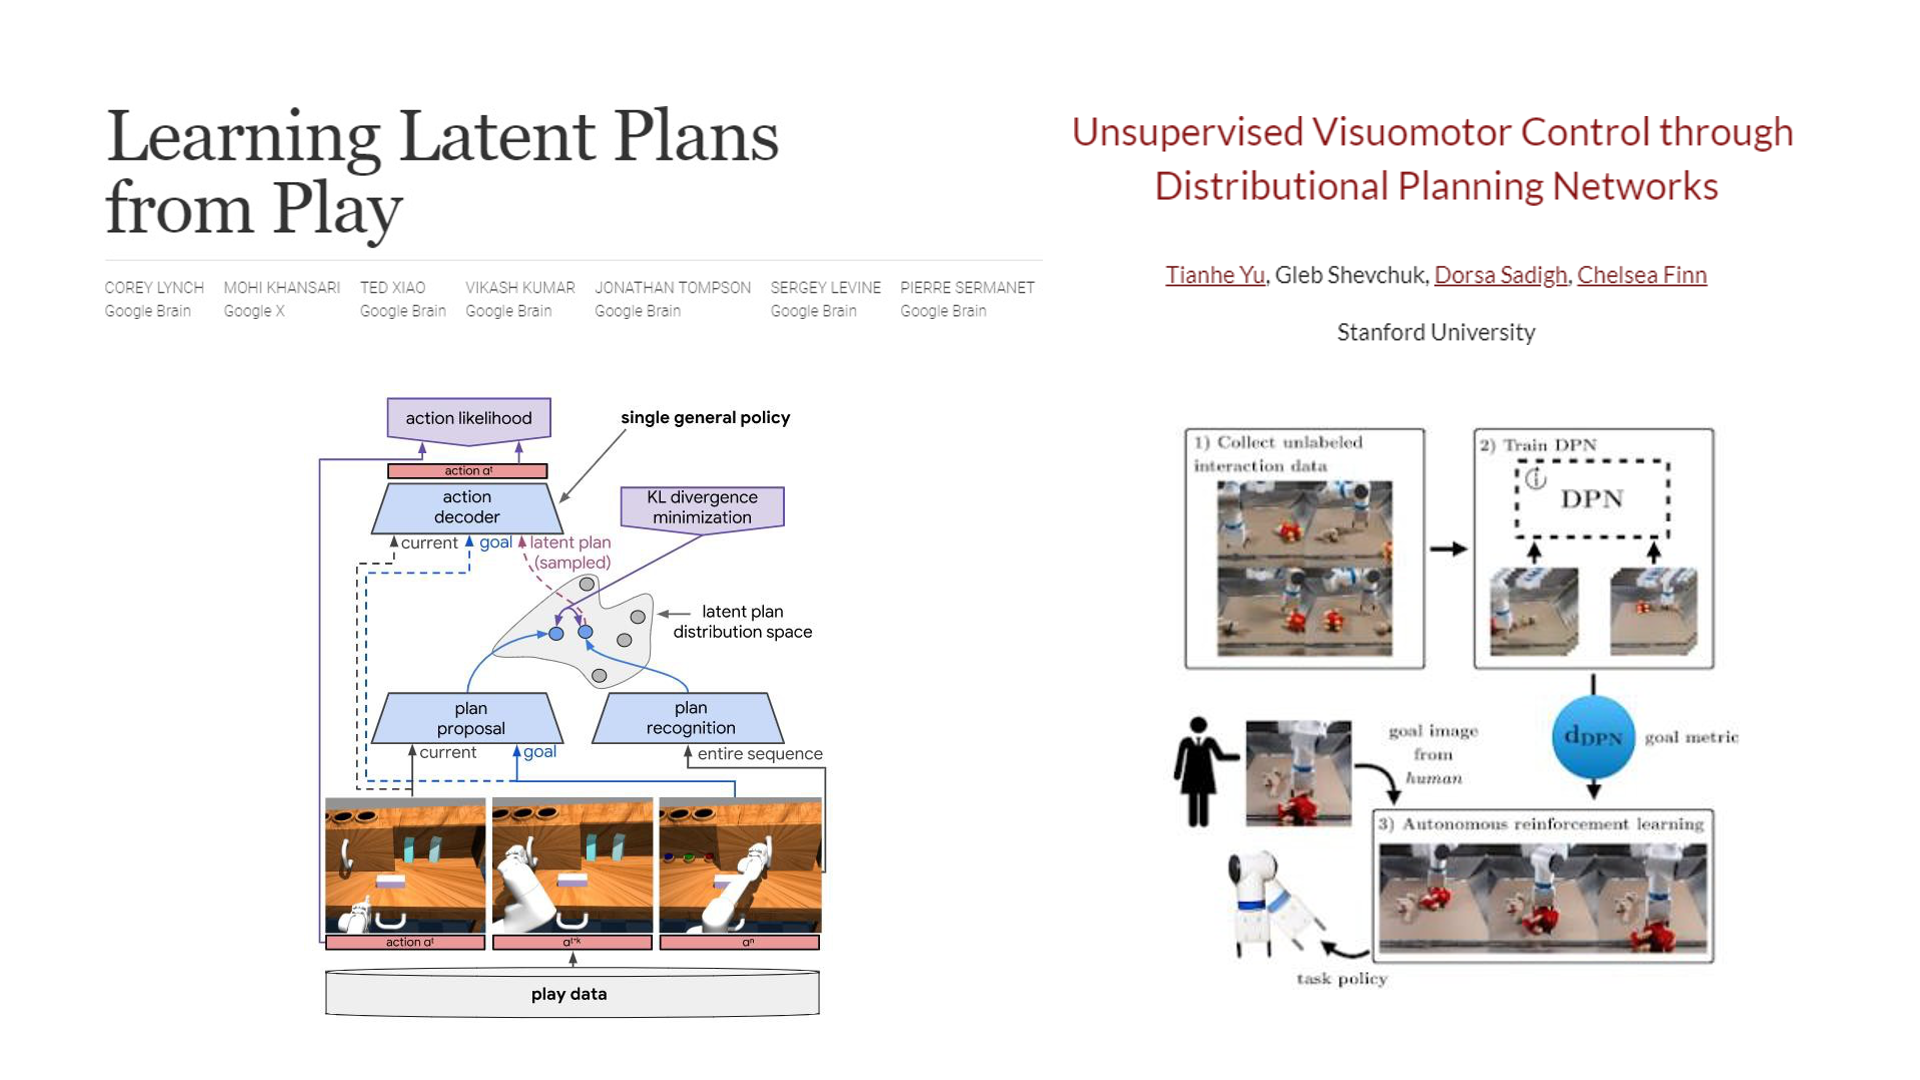 Learning Latent Plans
from Play
COREY LYNCH MOHI KHANSARI TED XIAO VIKASH KUMAR JONATHAN TOMPSON SERGEY LEVINE PIERRE SERMANET
Google Brain Google X Google Brain Google Brain Google Brain Google Brain Google Brain
action likelihood
single general policy
action aᵗ
action
decoder
KL divergence
minimization
current goal latent plan
(sampled)
latent plan
distribution space
plan
proposal
plan
recognition
current goal entire sequence
action aᵗ
aᵗ⁺ᵏ
aⁿ
play data
Unsupervised Visuomotor Control through
Distributional Planning Networks
Tianhe Yu, Gleb Shevchuk, Dorsa Sadigh, Chelsea Finn
Stanford University
1) Collect unlabeled
interaction data
2) Train DPN
i
DPN
dDPN goal metric
goal image
from
human
3) Autonomous reinforcement learning
task policy